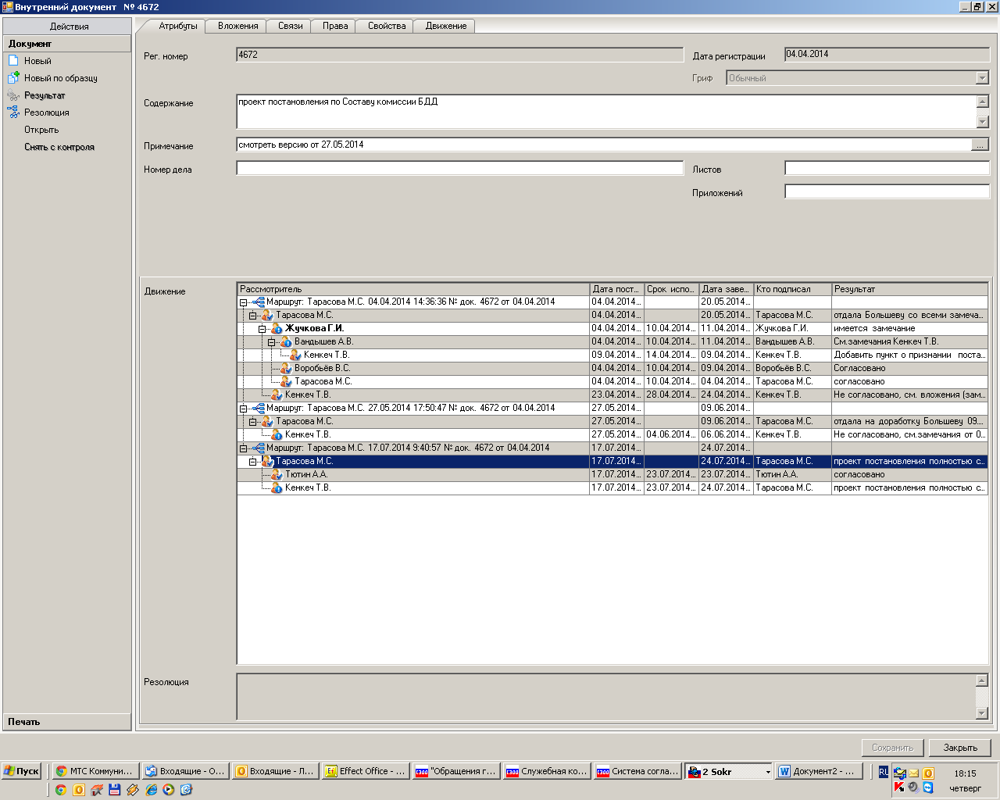 Внутренний документ № 4672
Действия
Документ
Новый
Новый по образцу
Результат
Резолюция
Открыть
Снять с контроля
Печать
Атрибуты Вложения Связи Права Свойства Движение
Рег. номер 4672 Дата регистрации 04.04.2014
Гриф Обычный
Содержание проект постановления по Составу комиссии БДД
Примечание смотреть версию от 27.05.2014 ...
Номер дела Листов
Приложений
Движение Рассмотритель Дата пост... Срок испо... Дата заве... Кто подписал Результат
Маршрут: Тарасова М.С. 04.04.2014 14:36:36 № док. 4672 от 04.04.2014 04.04.2014... 20.05.2014...
Тарасова М.С. 04.04.2014... 20.05.2014... Тарасова М.С. отдала Большеву со всеми замеча...
Жучкова Г.И. 04.04.2014... 10.04.2014... 11.04.2014... Жучкова Г.И. имеется замечание
Вандышев А.В. 04.04.2014... 10.04.2014... 11.04.2014... Вандышев А.В. См.замечания Кенкеч Т.В.
Кенкеч Т.В. 09.04.2014... 14.04.2014... 09.04.2014... Кенкеч Т.В. Добавить пункт о признании поста...
Воробьёв В.С. 04.04.2014... 10.04.2014... 09.04.2014... Воробьёв В.С. Согласовано
Тарасова М.С. 04.04.2014... 10.04.2014... 04.04.2014... Тарасова М.С. согласовано
Кенкеч Т.В. 23.04.2014... 28.04.2014... 24.04.2014... Кенкеч Т.В. Не согласовано, см. вложения (зам...
Маршрут: Тарасова М.С. 27.05.2014 17:50:47 № док. 4672 от 04.04.2014 27.05.2014... 09.06.2014...
Тарасова М.С. 27.05.2014... 09.06.2014... Тарасова М.С. отдала на доработку Большеву 09....
Кенкеч Т.В. 27.05.2014... 04.06.2014... 06.06.2014... Кенкеч Т.В. Не согласовано, см.замечания от 0...
Маршрут: Тарасова М.С. 17.07.2014 9:40:57 № док. 4672 от 04.04.2014 17.07.2014... 24.07.2014...
Тарасова М.С. 17.07.2014... 24.07.2014... Тарасова М.С. проект постановления полностью с...
Тютин А.А. 17.07.2014... 23.07.2014... 23.07.2014... Тютин А.А. согласовано
Кенкеч Т.В. 17.07.2014... 23.07.2014... 24.07.2014... Тарасова М.С. проект постановления полностью с...
Резолюция
Сохранить Закрыть
Пуск МТС Коммуни... Входящие - О... Входящие - Л... Effect Office - ... "Обращения г... Служебная ко... Система согла... 2 Sokr Документ2 - ... RU 18:15
четверг